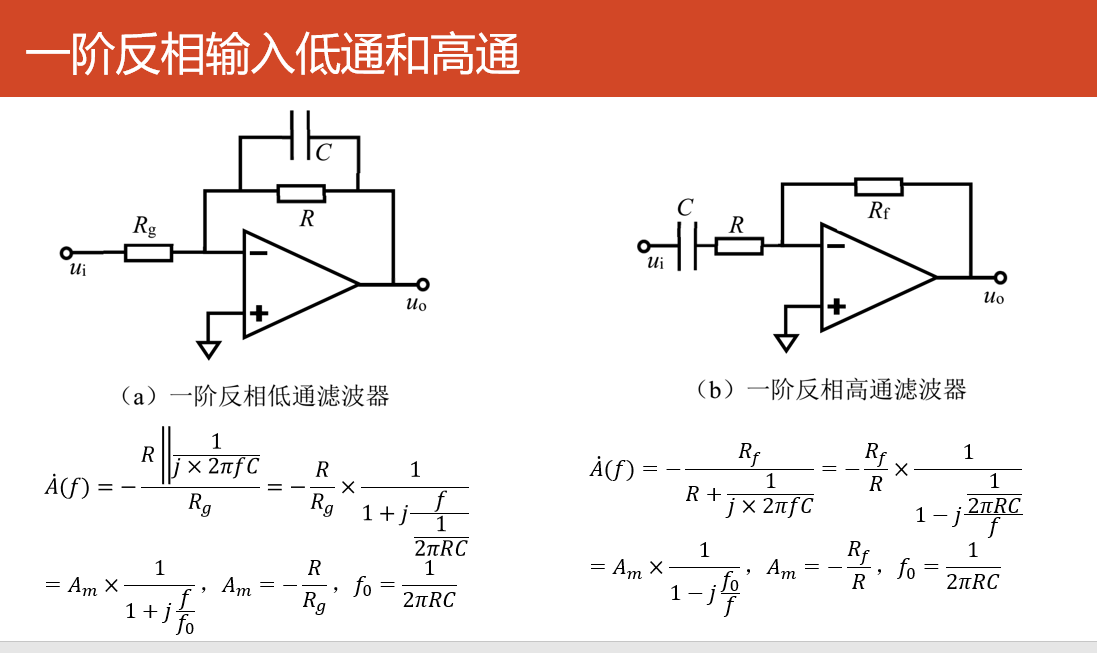 一阶反相输入低通和高通
C
R
Rg
ui
−
+
uo
（a）一阶反相低通滤波器
Ȧ(f) = −(R‖(1/(j × 2πfC)))/Rg = −R/Rg × 1/(1 + j f/(1/(2πRC)))
= Am × 1/(1 + j f/f0)，Am = −R/Rg，f0 = 1/(2πRC)
C
R
Rf
ui
−
+
uo
（b）一阶反相高通滤波器
Ȧ(f) = −Rf/(R + 1/(j × 2πfC)) = −Rf/R × 1/(1 − j (1/(2πRC))/f)
= Am × 1/(1 − j f0/f)，Am = −Rf/R，f0 = 1/(2πRC)